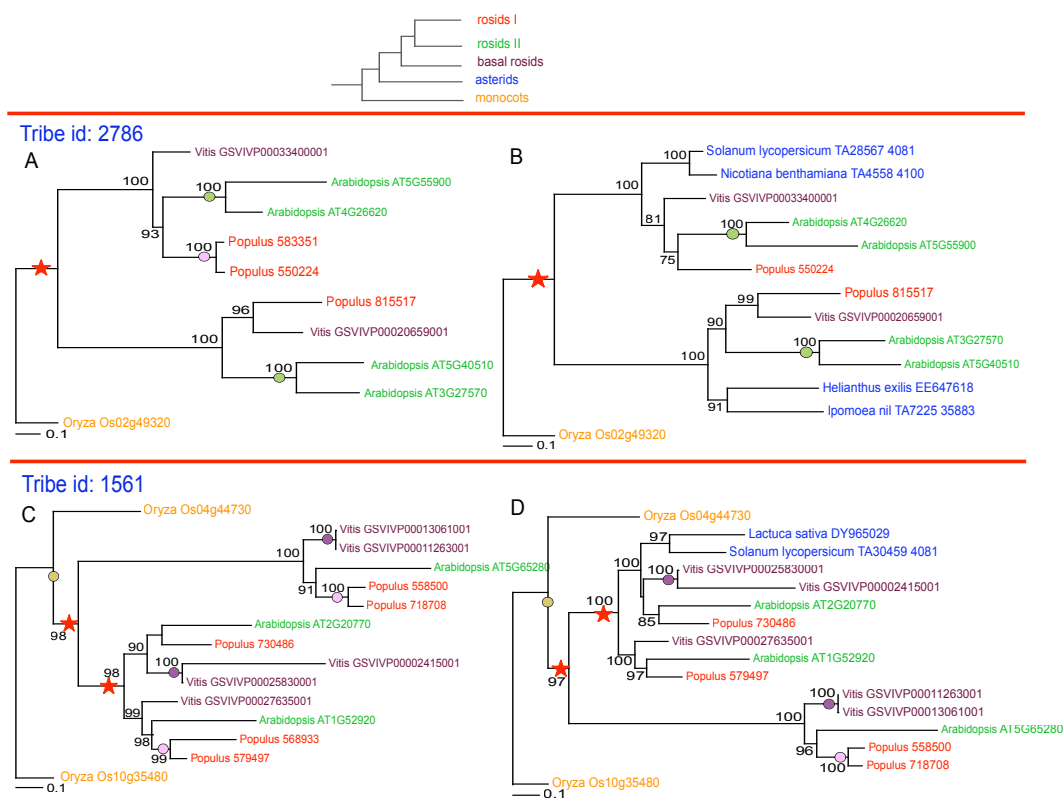 rosids I
rosids II
basal rosids
asterids
monocots
Tribe id: 2786
A
Vitis GSVIVP00033400001
100
100
Arabidopsis AT5G55900
Arabidopsis AT4G26620
93
100
Populus 583351
Populus 550224
96
Populus 815517
Vitis GSVIVP00020659001
100
100
Arabidopsis AT5G40510
Arabidopsis AT3G27570
Oryza Os02g49320
0.1
B
100
Solanum lycopersicum TA28567 4081
Nicotiana benthamiana TA4558 4100
100
Vitis GSVIVP00033400001
81
100
Arabidopsis AT4G26620
Arabidopsis AT5G55900
75
Populus 550224
99
Populus 815517
Vitis GSVIVP00020659001
90
100
Arabidopsis AT3G27570
Arabidopsis AT5G40510
100
Helianthus exilis EE647618
91
Ipomoea nil TA7225 35883
Oryza Os02g49320
0.1
Tribe id: 1561
C
Oryza Os04g44730
100
Vitis GSVIVP00013061001
Vitis GSVIVP00011263001
100
Arabidopsis AT5G65280
91
100
Populus 558500
Populus 718708
98
Arabidopsis AT2G20770
90
Populus 730486
98
100
Vitis GSVIVP00002415001
Vitis GSVIVP00025830001
Vitis GSVIVP00027635001
99
Arabidopsis AT1G52920
98
Populus 568933
99
Populus 579497
Oryza Os10g35480
0.1
D
Oryza Os04g44730
97
Lactuca sativa DY965029
Solanum lycopersicum TA30459 4081
100
100
Vitis GSVIVP00025830001
Vitis GSVIVP00002415001
Arabidopsis AT2G20770
85
Populus 730486
Vitis GSVIVP00027635001
100
Arabidopsis AT1G52920
97
Populus 579497
97
100
Vitis GSVIVP00011263001
Vitis GSVIVP00013061001
100
Arabidopsis AT5G65280
96
Populus 558500
100
Populus 718708
Oryza Os10g35480
0.1